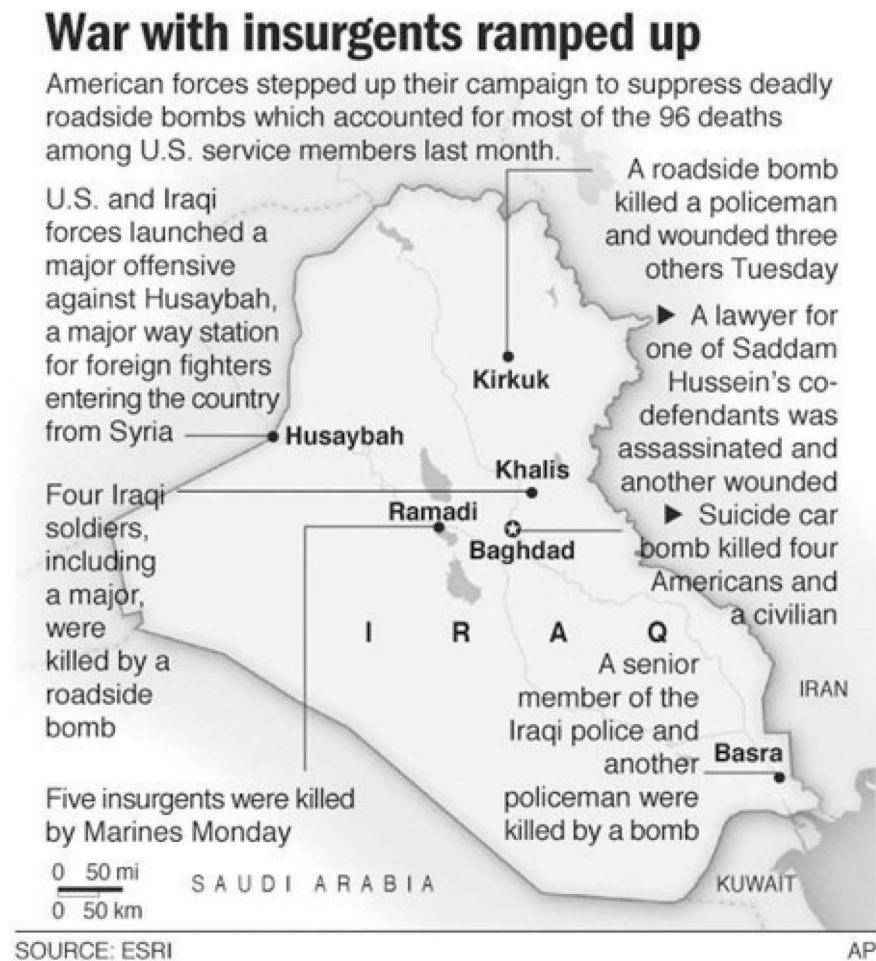 War with insurgents ramped up
American forces stepped up their campaign to suppress deadly
roadside bombs which accounted for most of the 96 deaths
among U.S. service members last month.
U.S. and Iraqi
forces launched a
major offensive
against Husaybah,
a major way station
for foreign fighters
entering the country
from Syria
A roadside bomb
killed a policeman
and wounded three
others Tuesday
▶ A lawyer for
one of Saddam
Hussein's co-
defendants was
assassinated and
another wounded
▶ Suicide car
bomb killed four
Americans and
a civilian
Kirkuk
Husaybah
Khalis
Ramadi
Baghdad
Four Iraqi
soldiers,
including
a major,
were
killed by a
roadside
bomb
I R A Q
A senior
member of the
Iraqi police and
another
policeman were
killed by a bomb
IRAN
Basra
Five insurgents were killed
by Marines Monday
0 50 mi
0 50 km
SAUDI ARABIA
KUWAIT
SOURCE: ESRI
AP